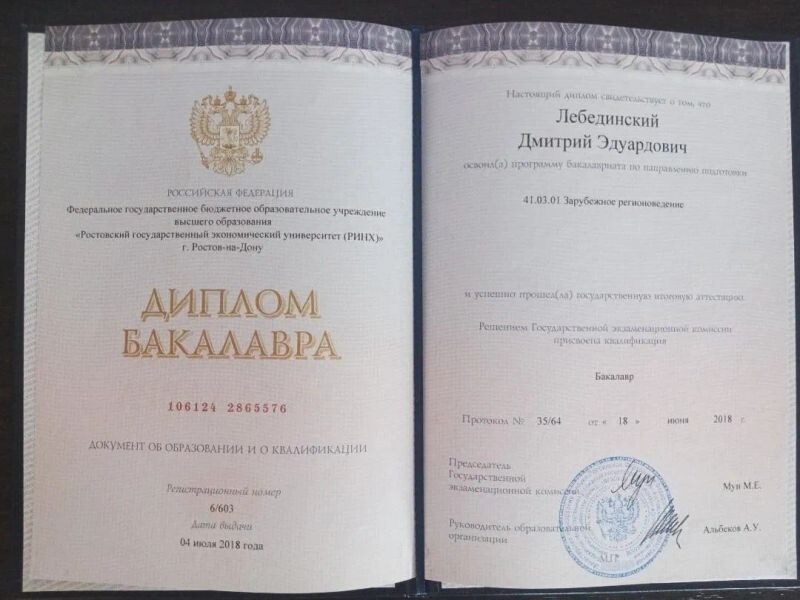 РОССИЙСКАЯ ФЕДЕРАЦИЯ
Федеральное государственное бюджетное образовательное учреждение
высшего образования
«Ростовский государственный экономический университет (РИНХ)»
г. Ростов-на-Дону
ДИПЛОМ
БАКАЛАВРА
106124 2865576
ДОКУМЕНТ ОБ ОБРАЗОВАНИИ И О КВАЛИФИКАЦИИ
Регистрационный номер
6/603
Дата выдачи
04 июля 2018 года
Настоящий диплом свидетельствует о том, что
Лебединский
Дмитрий Эдуардович
освоил(а) программу бакалавриата по направлению подготовки
41.03.01 Зарубежное регионоведение
и успешно прошел(ла) государственную итоговую аттестацию
Решением Государственной экзаменационной комиссии
присвоена квалификация
Бакалавр
Протокол № 35/64 от « 18 » июня 2018 г.
Председатель
Государственной
экзаменационной комиссии
Мун М.Е.
Руководитель образовательной
организации
Альбеков А.У.